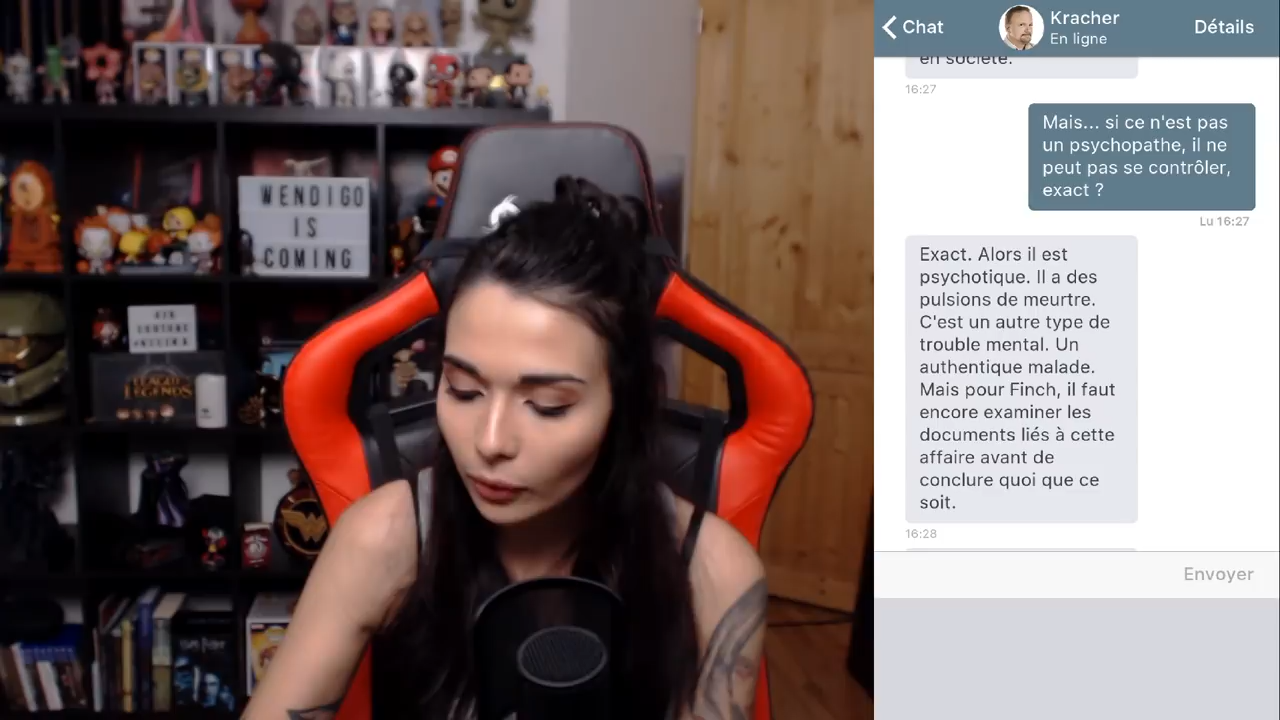 WENDIGO
IS
COMING
LEAGUE OF
LEGENDS
Chat
Kracher
En ligne
Détails
en société.
16:27
Mais... si ce n'est pas
un psychopathe, il ne
peut pas se contrôler,
exact ?
Lu 16:27
Exact. Alors il est
psychotique. Il a des
pulsions de meurtre.
C'est un autre type de
trouble mental. Un
authentique malade.
Mais pour Finch, il faut
encore examiner les
documents liés à cette
affaire avant de
conclure quoi que ce
soit.
16:28
Envoyer